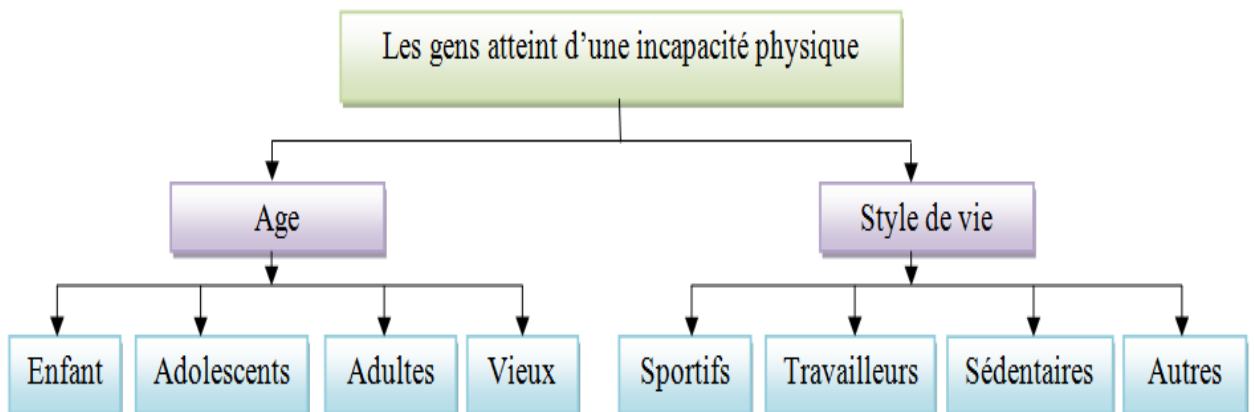 Les gens atteint d’une incapacité physique
Age
Style de vie
Enfant
Adolescents
Adultes
Vieux
Sportifs
Travailleurs
Sédentaires
Autres